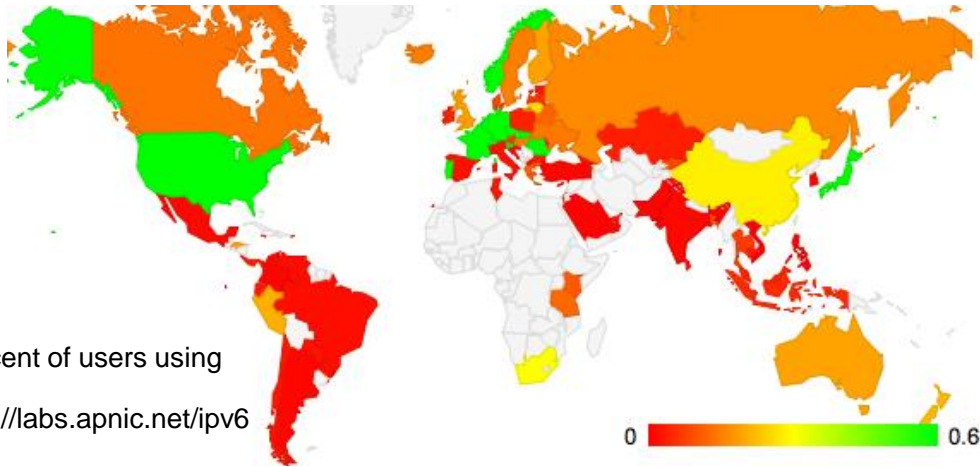 cent of users using
//labs.apnic.net/ipv6
0 0.6